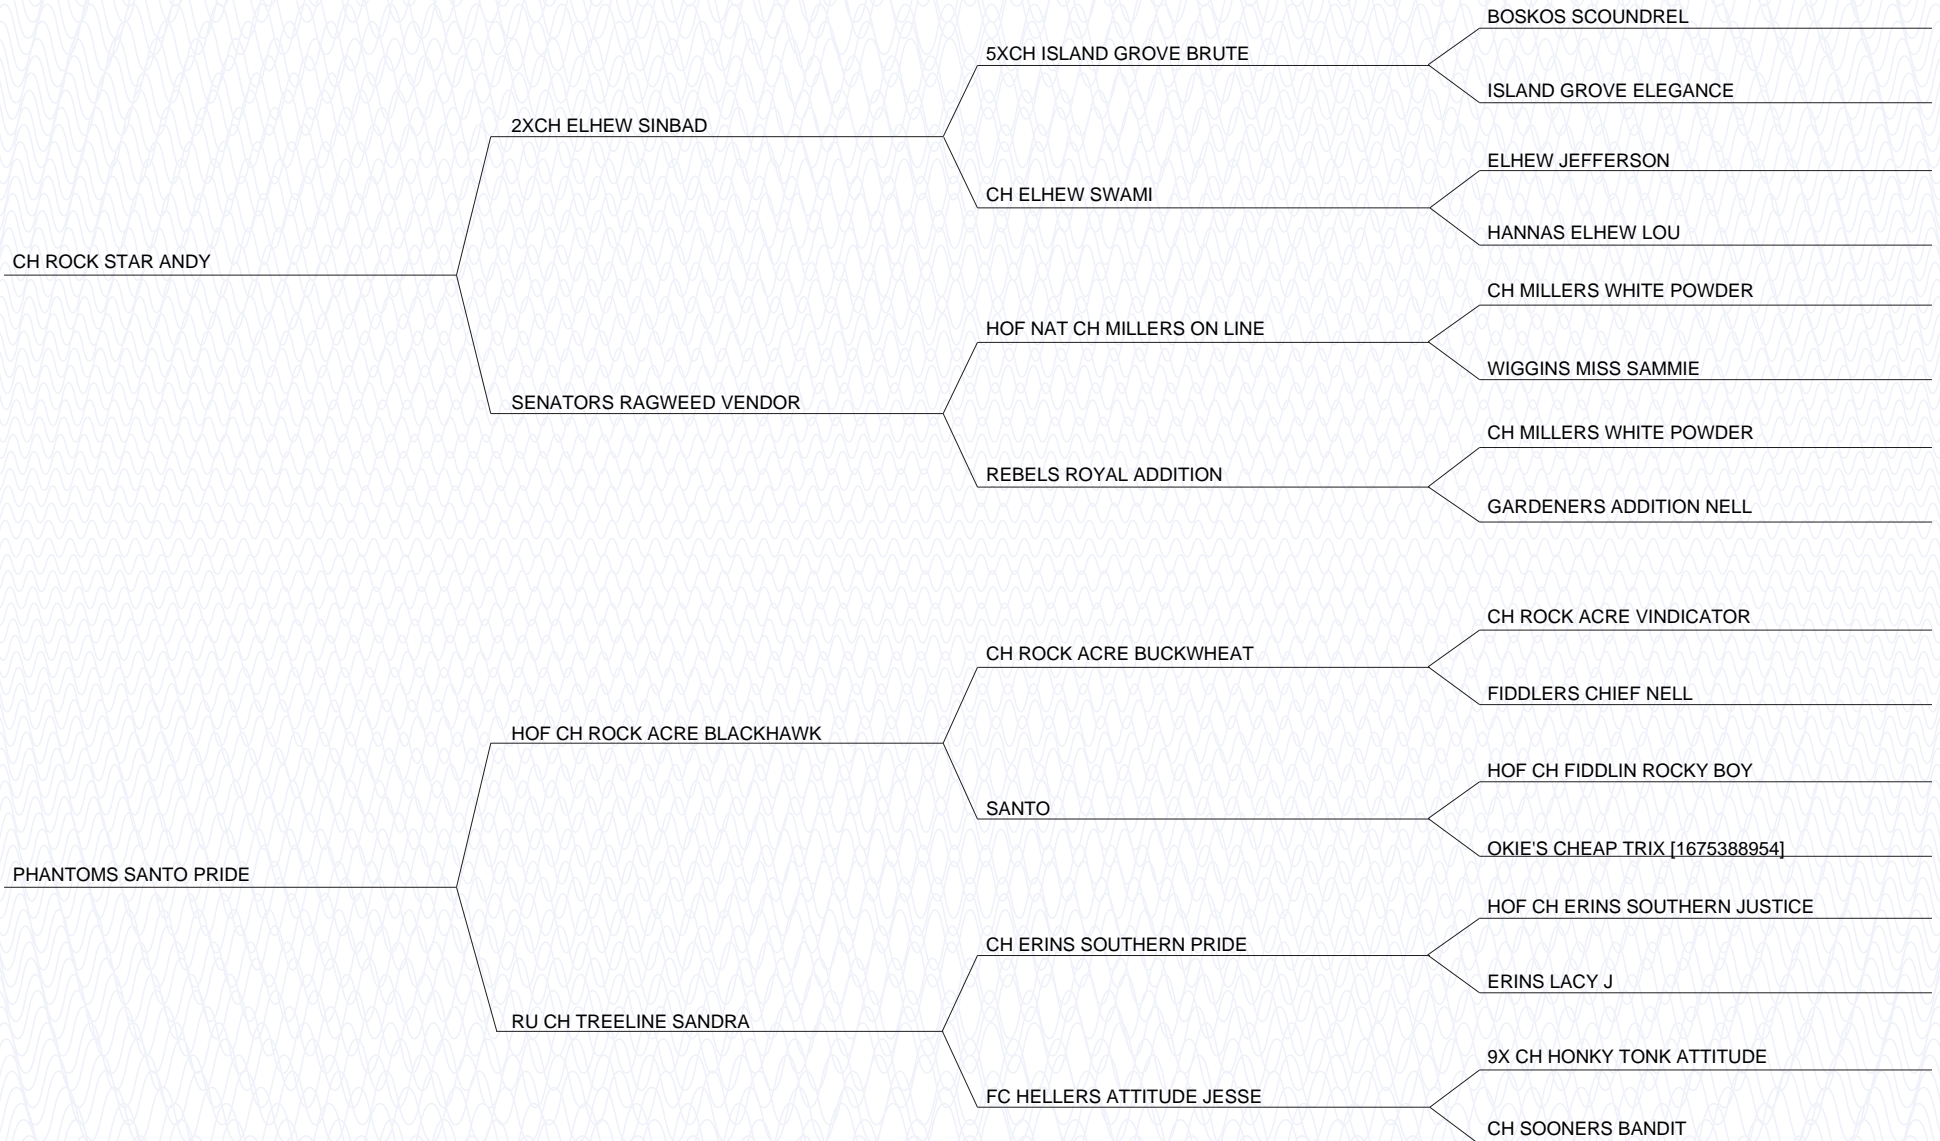 BOSKOS SCOUNDREL
5XCH ISLAND GROVE BRUTE
ISLAND GROVE ELEGANCE
2XCH ELHEW SINBAD
ELHEW JEFFERSON
CH ELHEW SWAMI
HANNAS ELHEW LOU
CH ROCK STAR ANDY
CH MILLERS WHITE POWDER
HOF NAT CH MILLERS ON LINE
WIGGINS MISS SAMMIE
SENATORS RAGWEED VENDOR
CH MILLERS WHITE POWDER
REBELS ROYAL ADDITION
GARDENERS ADDITION NELL
CH ROCK ACRE VINDICATOR
CH ROCK ACRE BUCKWHEAT
FIDDLERS CHIEF NELL
HOF CH ROCK ACRE BLACKHAWK
HOF CH FIDDLIN ROCKY BOY
SANTO
OKIE'S CHEAP TRIX [1675388954]
PHANTOMS SANTO PRIDE
HOF CH ERINS SOUTHERN JUSTICE
CH ERINS SOUTHERN PRIDE
ERINS LACY J
RU CH TREELINE SANDRA
9X CH HONKY TONK ATTITUDE
FC HELLERS ATTITUDE JESSE
CH SOONERS BANDIT